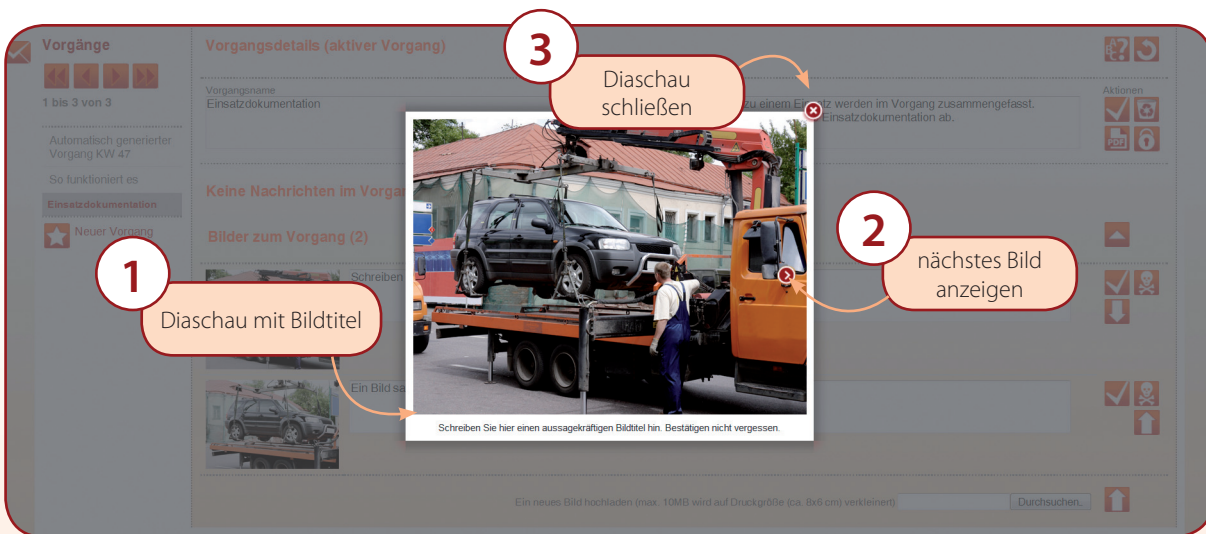 Vorgänge
1 bis 3 von 3
Automatisch generierter
Vorgang KW 47
So funktioniert es
Einsatzdokumentation
Neuer Vorgang
Vorgangsdetails (aktiver Vorgang)
Vorgangsname
Einsatzdokumentation
zu einem Einsatz werden im Vorgang zusammengefasst.
Einsatzdokumentation ab.
Aktionen
PDF
Keine Nachrichten im Vorgang
Bilder zum Vorgang (2)
Schreiben
Ein Bild
Schreiben Sie hier einen aussagekräftigen Bildtitel hin. Bestätigen nicht vergessen.
Ein neues Bild hochladen (max. 10MB wird auf Druckgröße (ca. 8x6 cm) verkleinert)
Durchsuchen.
1
Diaschau mit Bildtitel
2
nächstes Bild
anzeigen
3
Diaschau
schließen